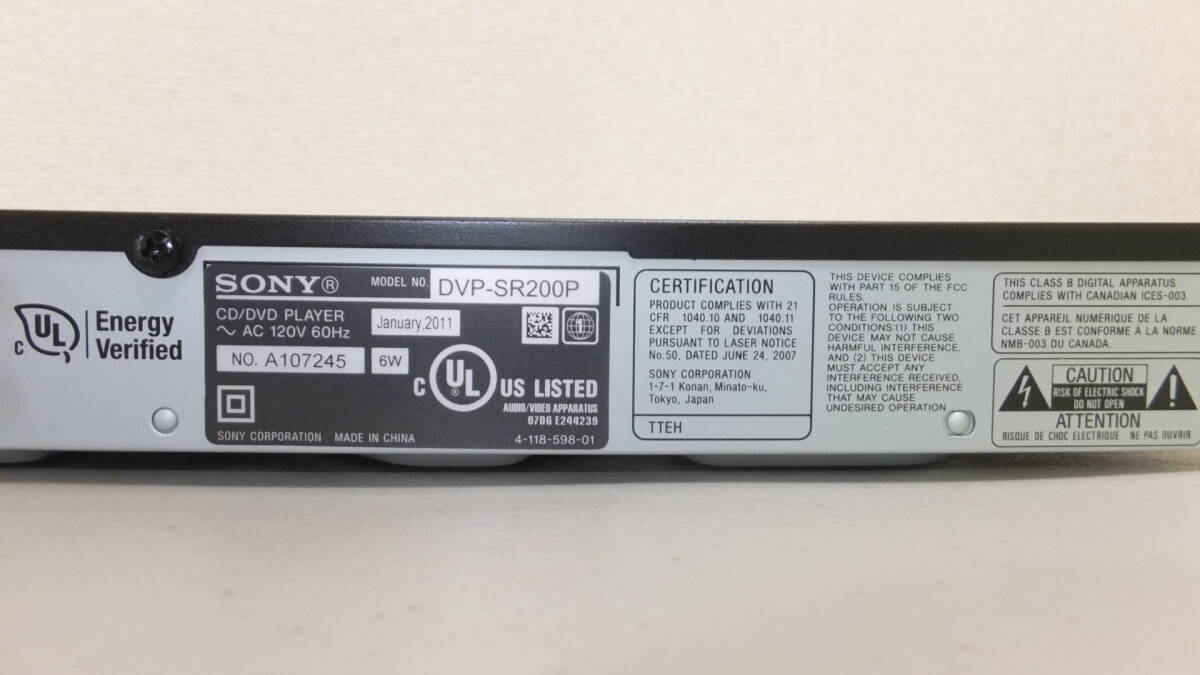 C UL Energy
Verified
SONY®
MODEL NO. DVP-SR200P
CD/DVD PLAYER
~ AC 120V 60Hz
January,2011
NO. A107245
6W
C UL US LISTED
AUDIO/VIDEO APPARATUS
07DG E244239
SONY CORPORATION MADE IN CHINA
4-118-598-01
1
CERTIFICATION
PRODUCT COMPLIES WITH 21
CFR 1040.10 AND 1040.11
EXCEPT FOR DEVIATIONS
PURSUANT TO LASER NOTICE
No.50, DATED JUNE 24, 2007
SONY CORPORATION
1-7-1 Konan, Minato-ku,
Tokyo, Japan
TTEH
THIS DEVICE COMPLIES
WITH PART 15 OF THE FCC
RULES.
OPERATION IS SUBJECT
TO THE FOLLOWING TWO
CONDITIONS:(1) THIS
DEVICE MAY NOT CAUSE
HARMFUL INTERFERENCE,
AND (2) THIS DEVICE
MUST ACCEPT ANY
INTERFERENCE RECEIVED,
INCLUDING INTERFERENCE
THAT MAY CAUSE
UNDESIRED OPERATION
THIS CLASS B DIGITAL APPARATUS
COMPLIES WITH CANADIAN ICES-003.
CET APPAREIL NUMÉRIQUE DE LA
CLASSE B EST CONFORME À LA NORME
NMB-003 DU CANADA.
CAUTION
RISK OF ELECTRIC SHOCK
DO NOT OPEN
ATTENTION
RISQUE DE CHOC ELECTRIQUE NE PAS OUVRIR